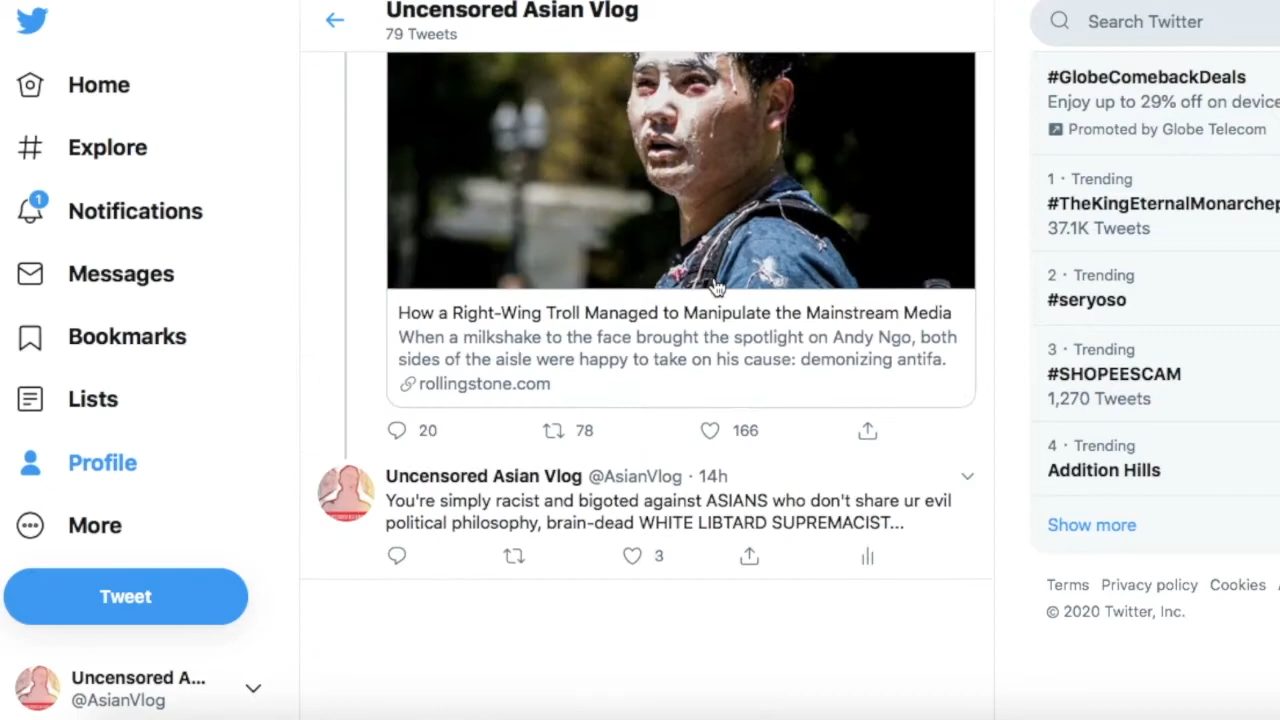 Home
Explore
1
Notifications
Messages
Bookmarks
Lists
Profile
More
Tweet
Uncensored A...
@AsianVlog
Uncensored Asian Vlog
79 Tweets
How a Right-Wing Troll Managed to Manipulate the Mainstream Media
When a milkshake to the face brought the spotlight on Andy Ngo, both
sides of the aisle were happy to take on his cause: demonizing antifa.
rollingstone.com
20 78 166
Uncensored Asian Vlog @AsianVlog · 14h
You're simply racist and bigoted against ASIANS who don't share ur evil
political philosophy, brain-dead WHITE LIBTARD SUPREMACIST...
3
Search Twitter
#GlobeComebackDeals
Enjoy up to 29% off on device
Promoted by Globe Telecom
1 · Trending
#TheKingEternalMonarchep
37.1K Tweets
2 · Trending
#seryoso
3 · Trending
#SHOPEESCAM
1,270 Tweets
4 · Trending
Addition Hills
Show more
Terms Privacy policy Cookies
© 2020 Twitter, Inc.